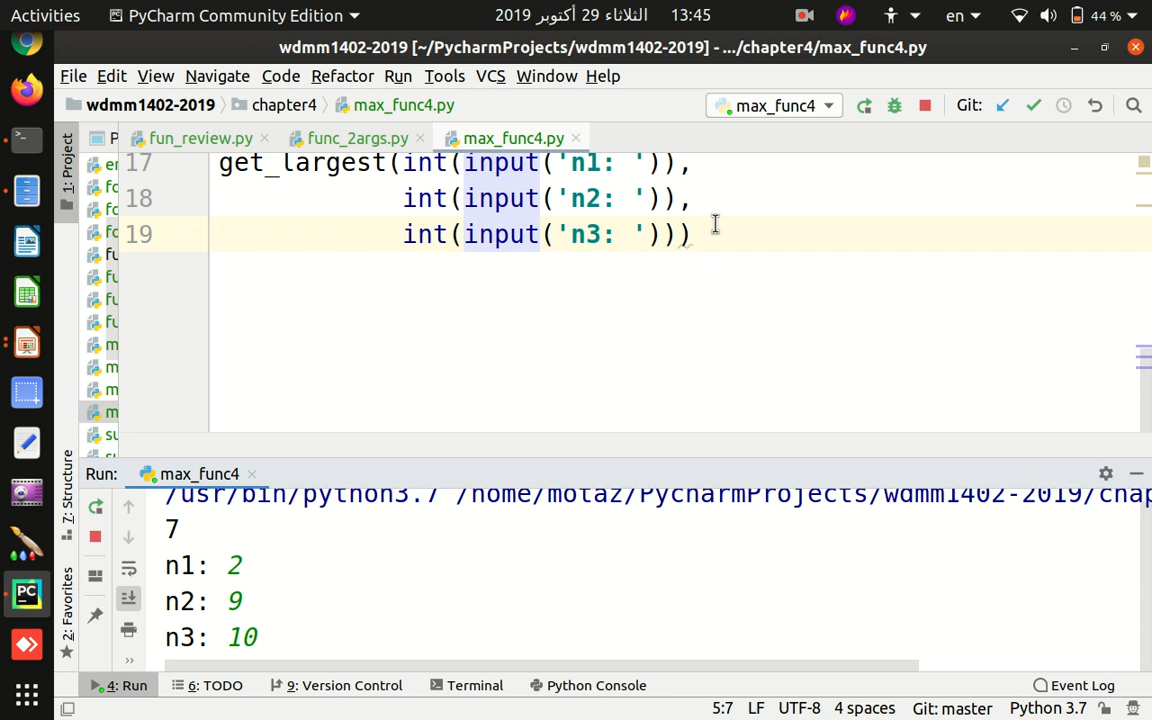 Activities PyCharm Community Edition الثلاثاء 29 أكتوبر 2019 13:45 en 44 %
wdmm1402-2019 [~/PycharmProjects/wdmm1402-2019] - .../chapter4/max_func4.py
File Edit View Navigate Code Refactor Run Tools VCS Window Help
wdmm1402-2019 chapter4 max_func4.py max_func4 Git:
1: Project
fun_review.py func_2args.py max_func4.py
17 get_largest(int(input('n1: ')),
18 int(input('n2: ')),
19 int(input('n3: ')))
7: Structure
2: Favorites
Run: max_func4
/usr/bin/python3.7 /home/motaz/PycharmProjects/wdmm1402-2019/chap
7
n1: 2
n2: 9
n3: 10
PC
4: Run 6: TODO 9: Version Control Terminal Python Console Event Log
5:7 LF UTF-8 4 spaces Git: master Python 3.7